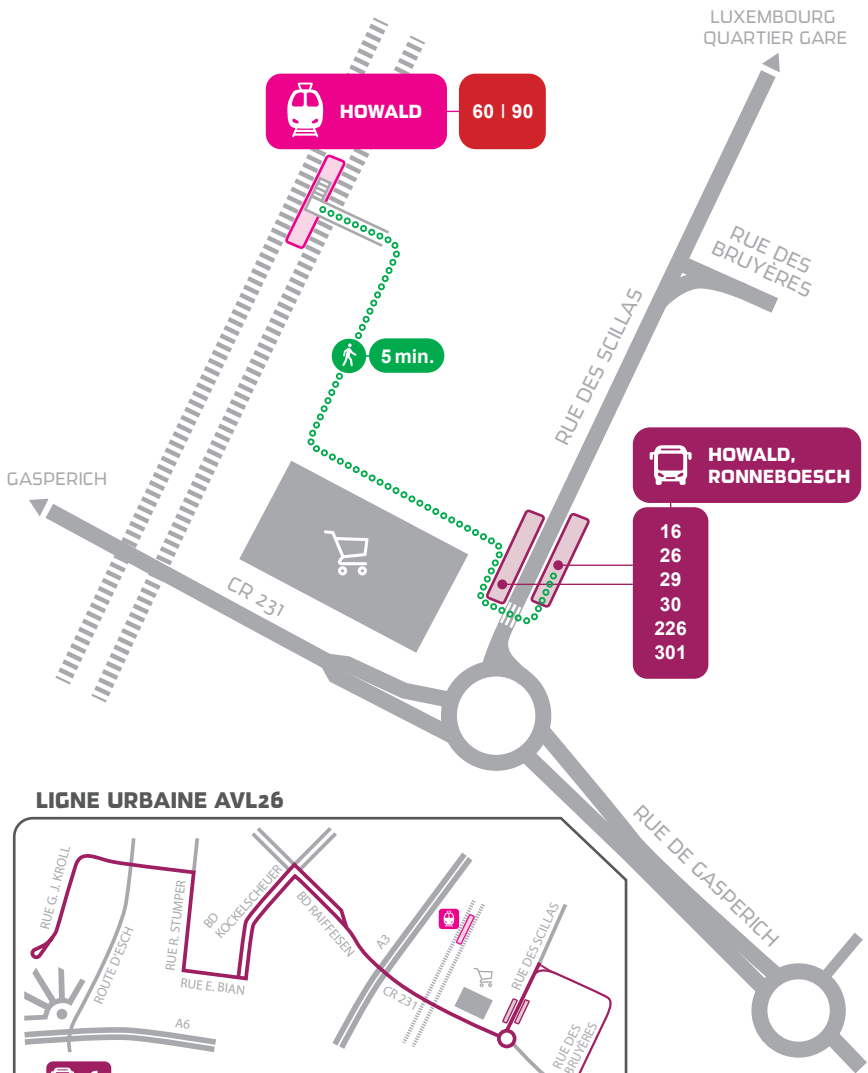 LUXEMBOURG
QUARTIER GARE
HOWALD
60 | 90
RUE DES
BRUYÈRES
RUE DES SCILLAS
5 min.
HOWALD,
RONNEBOESCH
GASPERICH
16
26
29
30
226
301
CR 231
RUE DE GASPERICH
LIGNE URBAINE AVL26
RUE G. J. KROLL
ROUTE D'ESCH
RUE R. STUMPER
BD
KOCKELSCHEUER
BD RAIFFEISEN
RUE E. BIAN
A3
A6
CR 231
RUE DES SCILLAS
RUE DES
BRUYÈRES